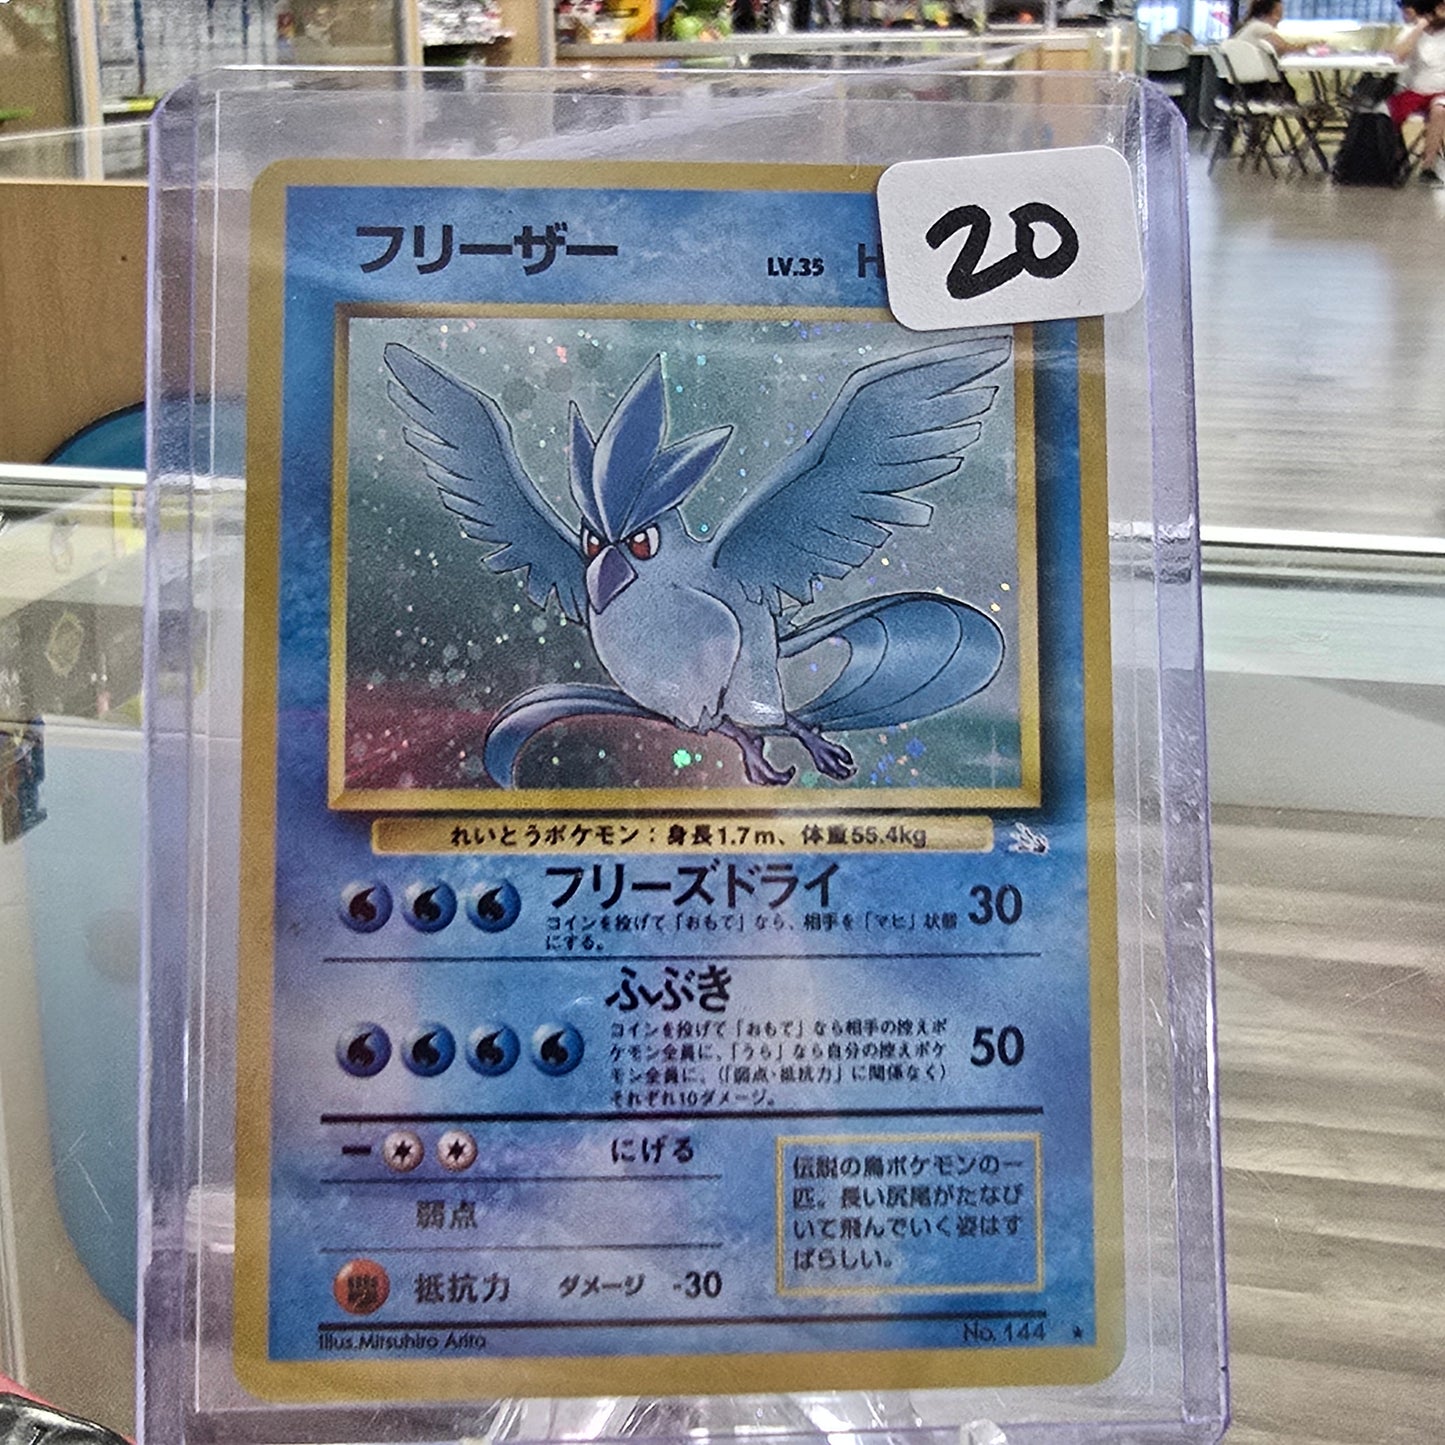 フリーザー
LV.35 H
20
れいとうポケモン：身長1.7m、体重55.4kg
フリーズドライ 30
コインを投げて「おもて」なら、相手を「マヒ」状態
にする。
ふぶき
コインを投げて「おもて」なら相手の控えポ
ケモン全員に、「うら」なら自分の控えポケ
モン全員に、（「弱点・抵抗力」に関係なく）
それぞれ10ダメージ。
50
にげる
弱点
抵抗力 ダメージ -30
伝説の鳥ポケモンの一
匹。長い尻尾がたなび
いて飛んでいく姿はす
ばらしい。
Illus.Mitsuhiro Arita
No.144 ★